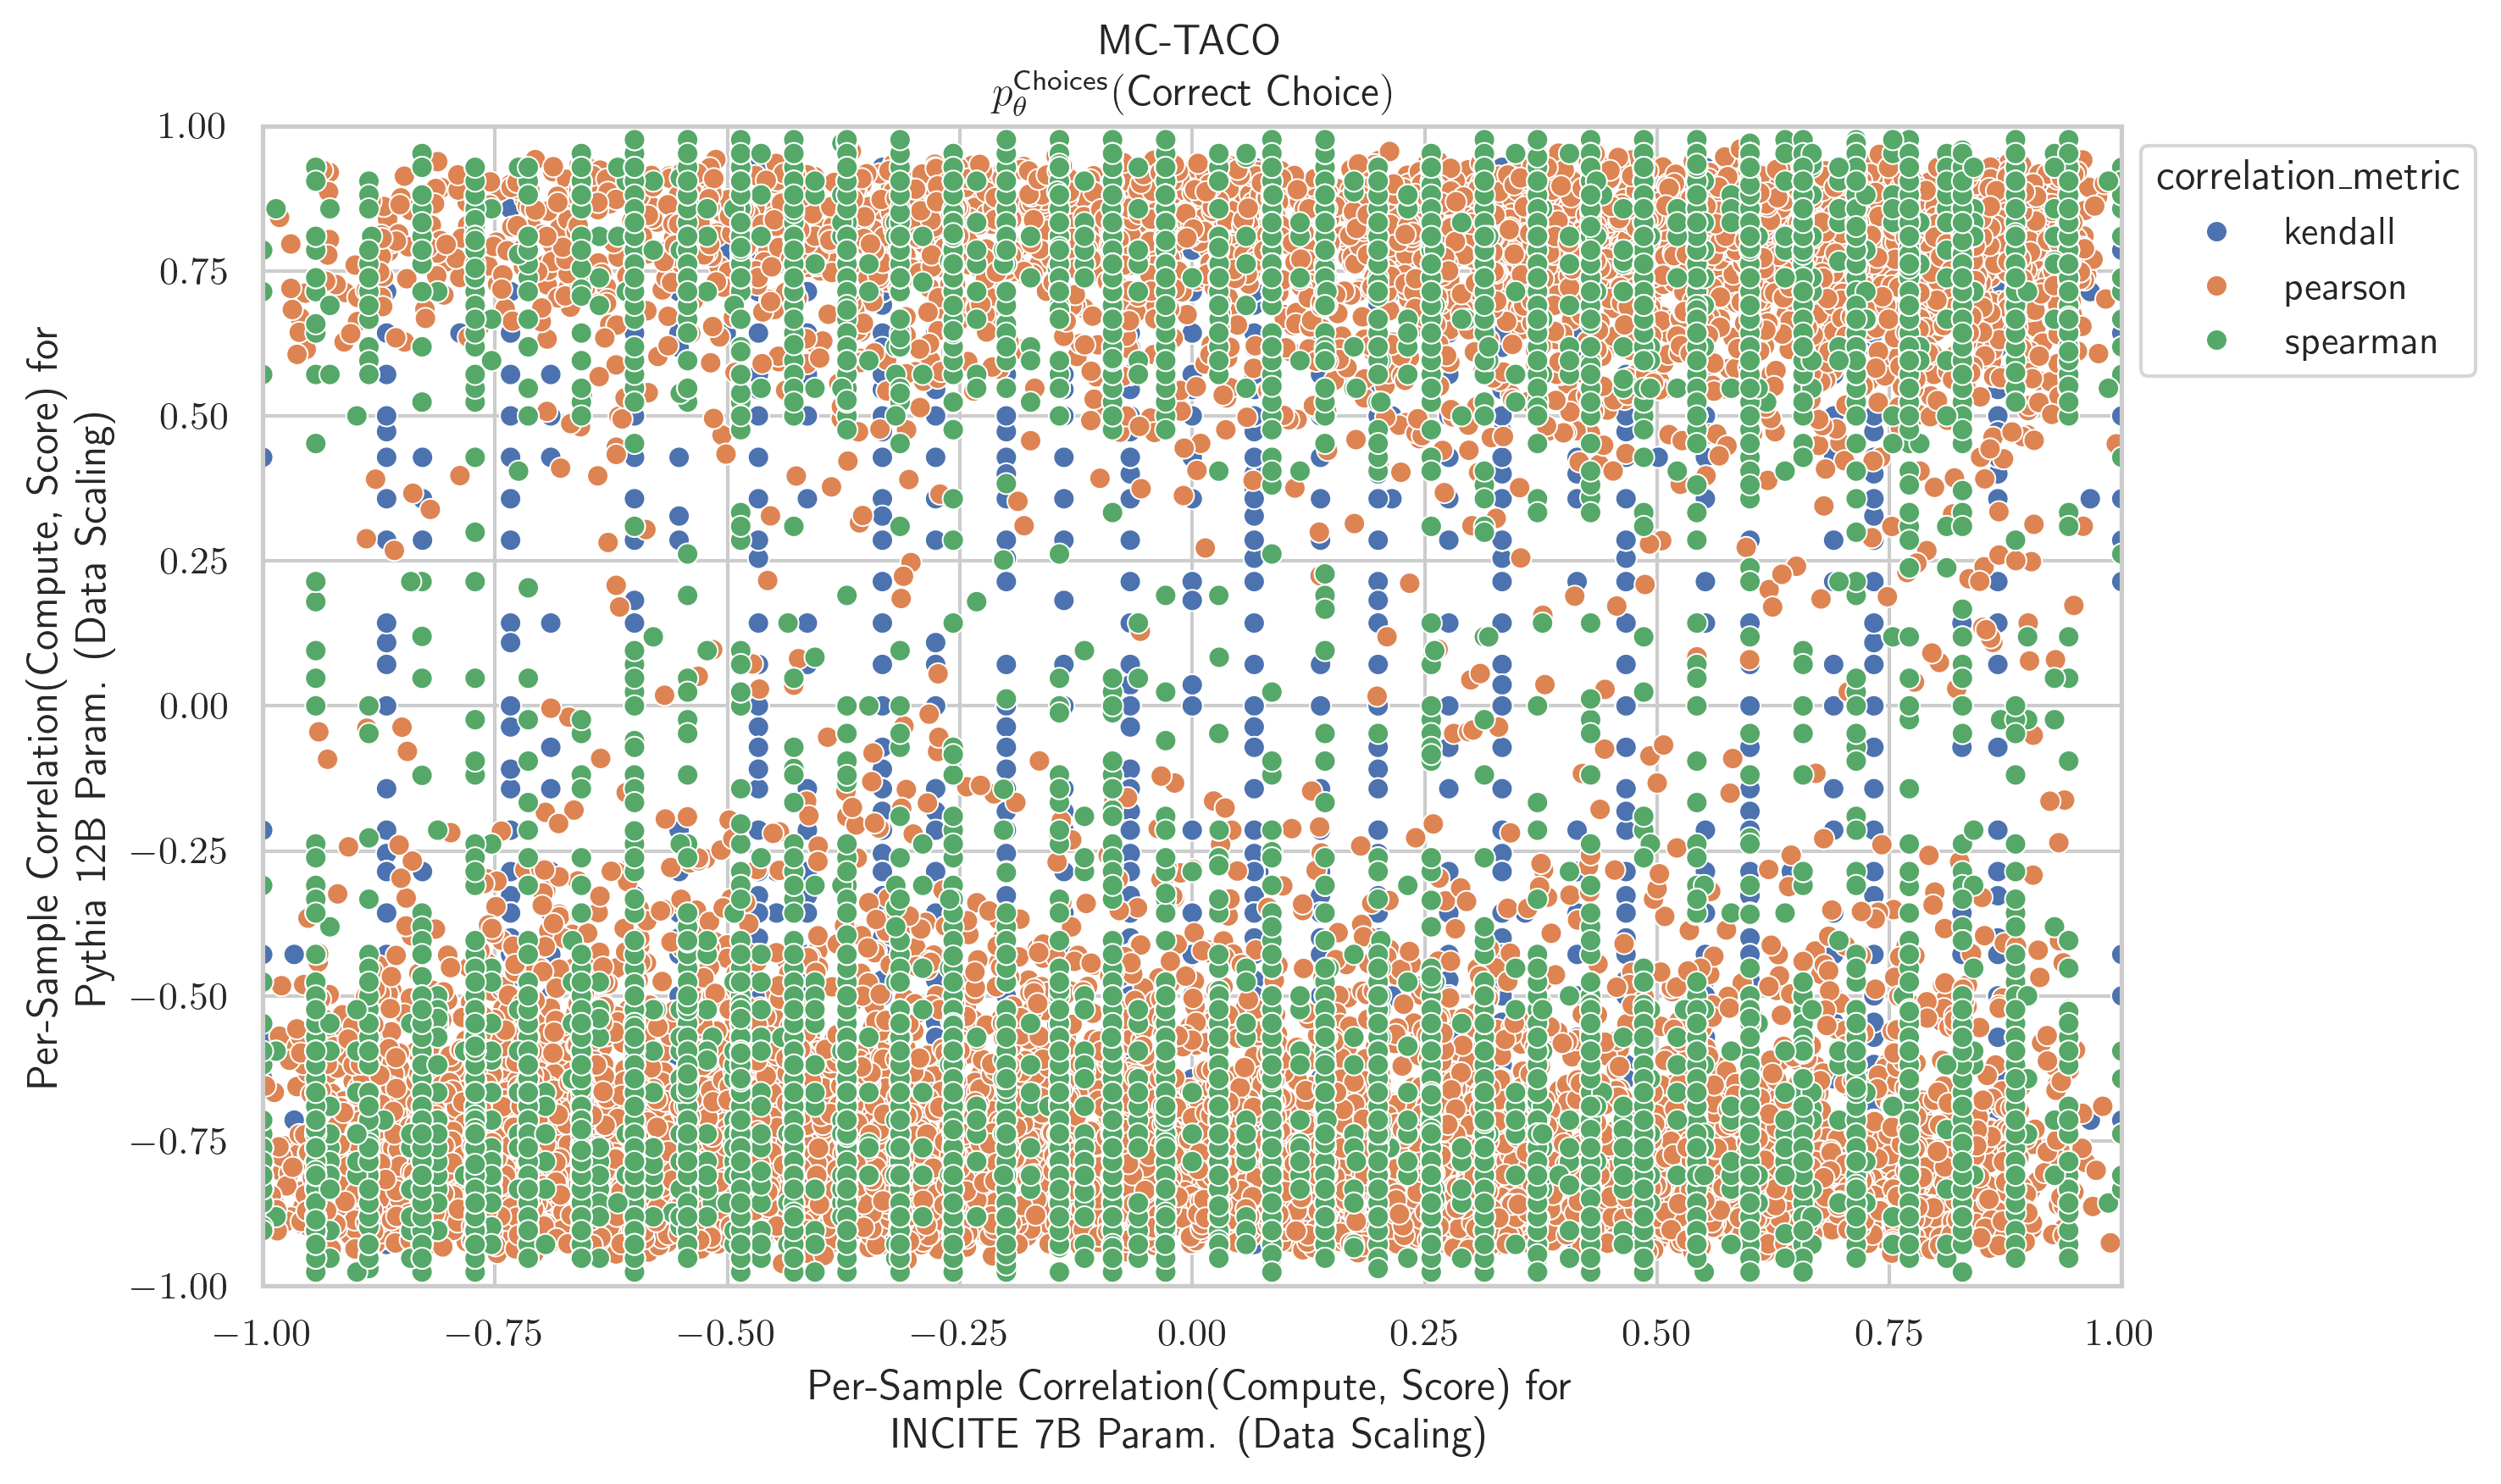 MC-TACO
p_θ^Choices(Correct Choice)
1.00
0.75
0.50
0.25
0.00
−0.25
−0.50
−0.75
−1.00
Per-Sample Correlation(Compute, Score) for
Pythia 12B Param. (Data Scaling)
−1.00 −0.75 −0.50 −0.25 0.00 0.25 0.50 0.75 1.00
Per-Sample Correlation(Compute, Score) for
INCITE 7B Param. (Data Scaling)
correlation_metric
kendall
pearson
spearman